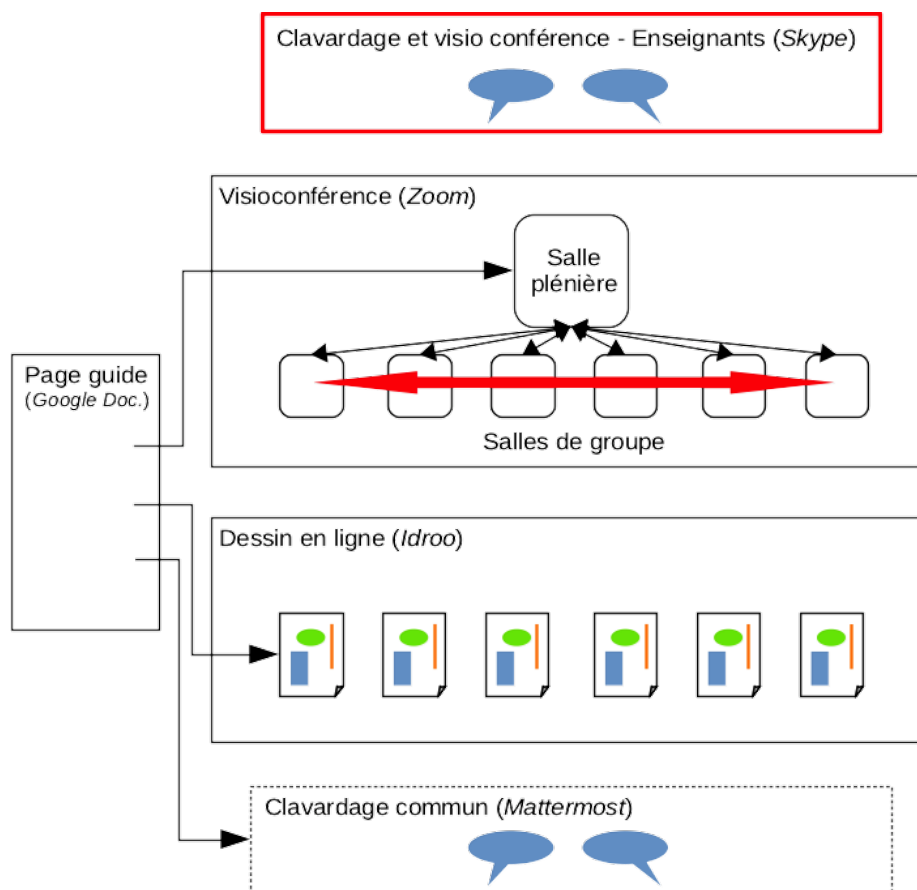 Clavardage et visio conférence - Enseignants (Skype)
Visioconférence (Zoom)
Salle
plénière
Page guide
(Google Doc.)
Salles de groupe
Dessin en ligne (Idroo)
Clavardage commun (Mattermost)